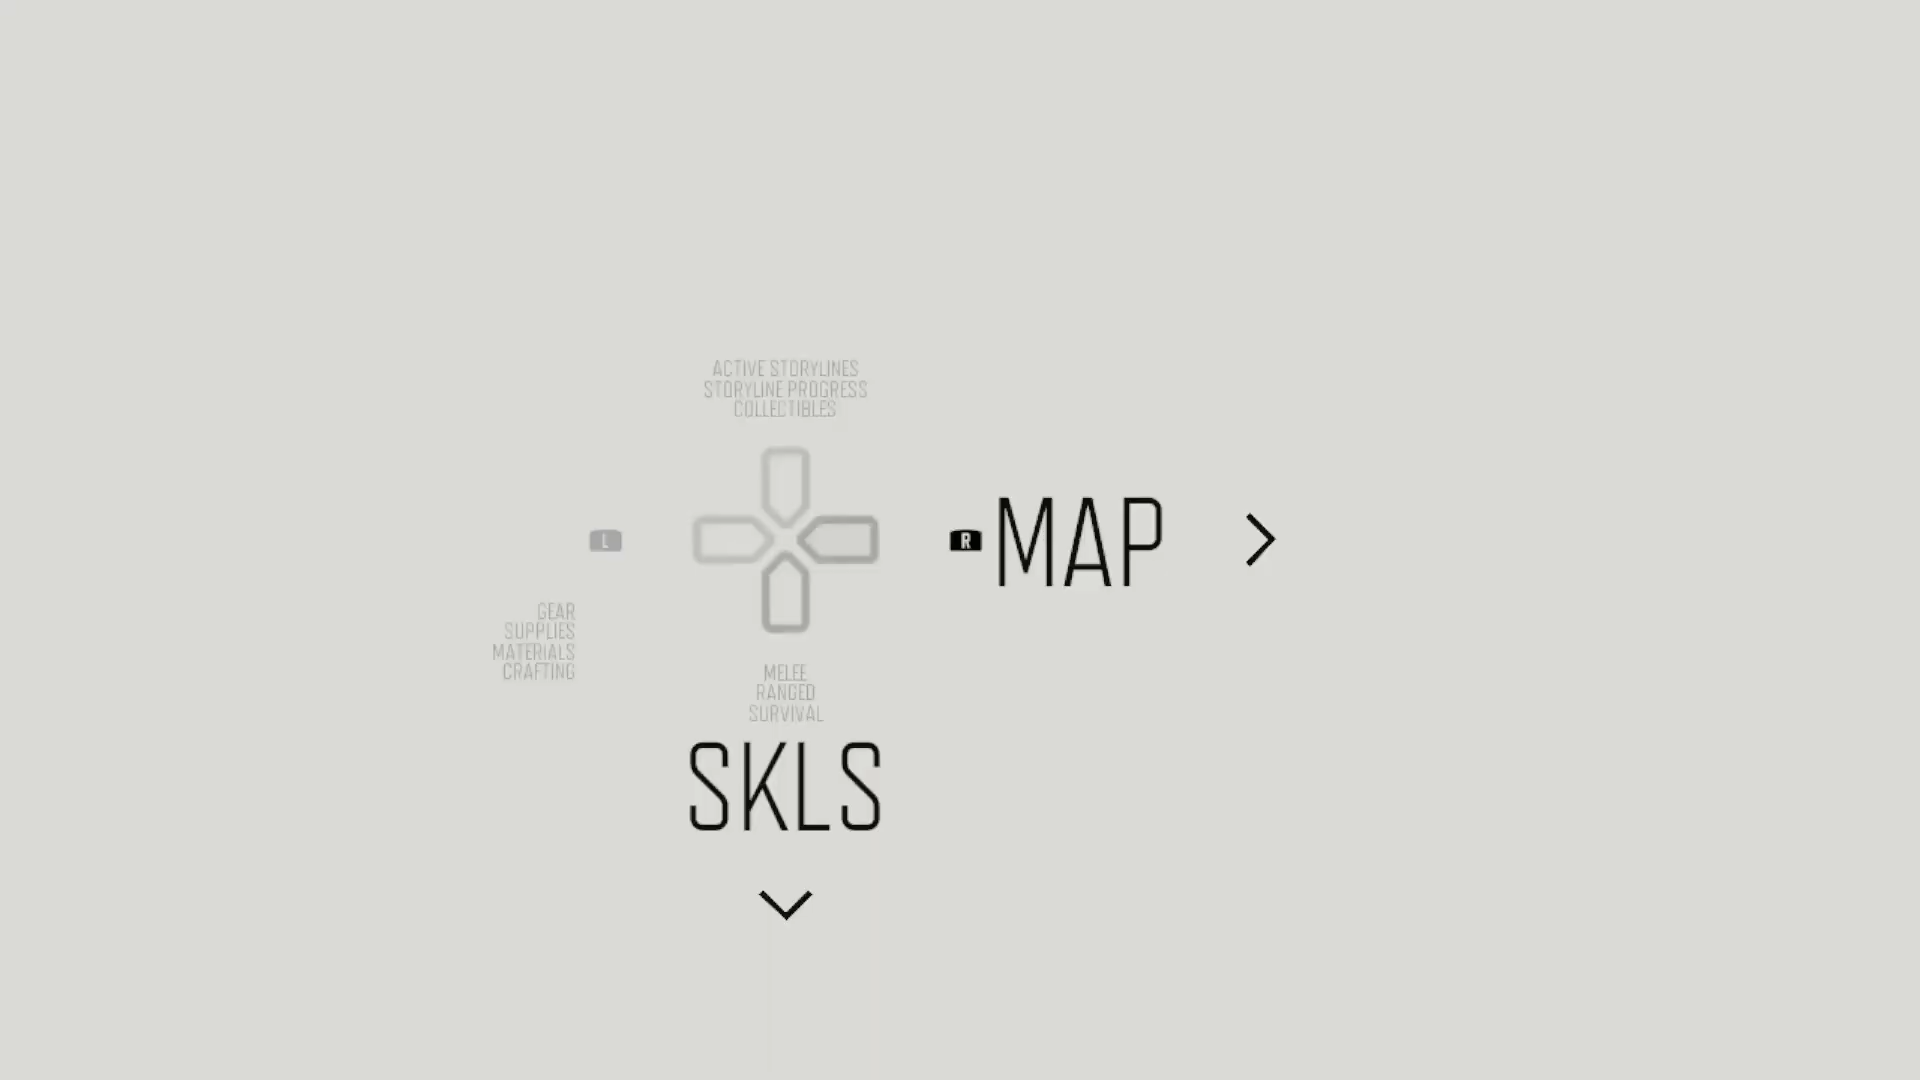 ACTIVE STORYLINES
STORYLINE PROGRESS
COLLECTIBLES
L
R MAP
GEAR
SUPPLIES
MATERIALS
CRAFTING
MELEE
RANGED
SURVIVAL
SKLS